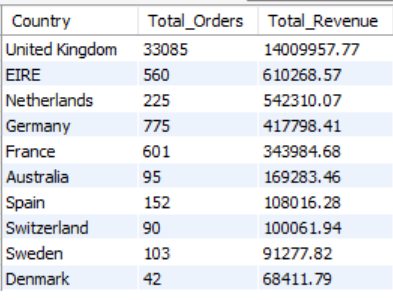 Country Total_Orders Total_Revenue
United Kingdom 33085 14009957.77
EIRE 560 610268.57
Netherlands 225 542310.07
Germany 775 417798.41
France 601 343984.68
Australia 95 169283.46
Spain 152 108016.28
Switzerland 90 100061.94
Sweden 103 91277.82
Denmark 42 68411.79